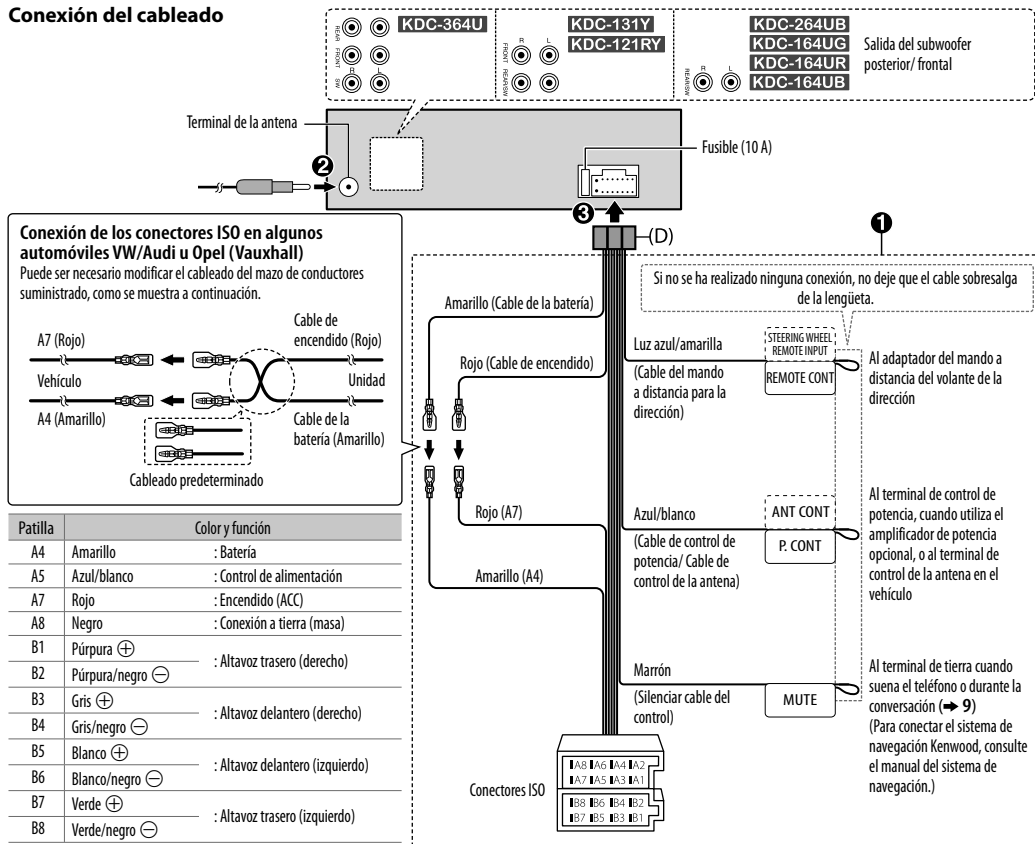 Conexión del cableado
REAR
FRONT
SW
R
L
KDC-364U
FRONT
REAR/SW
R
L
KDC-131Y
KDC-121RY
REAR/SW
R
L
KDC-264UB
KDC-164UG
KDC-164UR
KDC-164UB
Salida del subwoofer
posterior/ frontal
Terminal de la antena
Fusible (10 A)
2
3
(D)
1
Conexión de los conectores ISO en algunos
automóviles VW/Audi u Opel (Vauxhall)
Puede ser necesario modificar el cableado del mazo de conductores
suministrado, como se muestra a continuación.
A7 (Rojo)
Cable de
encendido (Rojo)
Vehículo
Unidad
A4 (Amarillo)
Cable de la
batería (Amarillo)
Cableado predeterminado
Patilla Color y función
A4 Amarillo : Batería
A5 Azul/blanco : Control de alimentación
A7 Rojo : Encendido (ACC)
A8 Negro : Conexión a tierra (masa)
B1 Púrpura ⊕ : Altavoz trasero (derecho)
B2 Púrpura/negro ⊖
B3 Gris ⊕ : Altavoz delantero (derecho)
B4 Gris/negro ⊖
B5 Blanco ⊕ : Altavoz delantero (izquierdo)
B6 Blanco/negro ⊖
B7 Verde ⊕ : Altavoz trasero (izquierdo)
B8 Verde/negro ⊖
Amarillo (Cable de la batería)
Rojo (Cable de encendido)
Rojo (A7)
Amarillo (A4)
Si no se ha realizado ninguna conexión, no deje que el cable sobresalga
de la lengüeta.
Luz azul/amarilla
(Cable del mando
a distancia para la
dirección)
STEERING WHEEL
REMOTE INPUT
REMOTE CONT
Al adaptador del mando a
distancia del volante de la
dirección
Azul/blanco
(Cable de control de
potencia/ Cable de
control de la antena)
ANT CONT
P. CONT
Al terminal de control de
potencia, cuando utiliza el
amplificador de potencia
opcional, o al terminal de
control de la antena en el
vehículo
Marrón
(Silenciar cable del
control)
MUTE
Al terminal de tierra cuando
suena el teléfono o durante la
conversación (➡ 9)
(Para conectar el sistema de
navegación Kenwood, consulte
el manual del sistema de
navegación.)
Conectores ISO
A8 A6 A4 A2
A7 A5 A3 A1
B8 B6 B4 B2
B7 B5 B3 B1